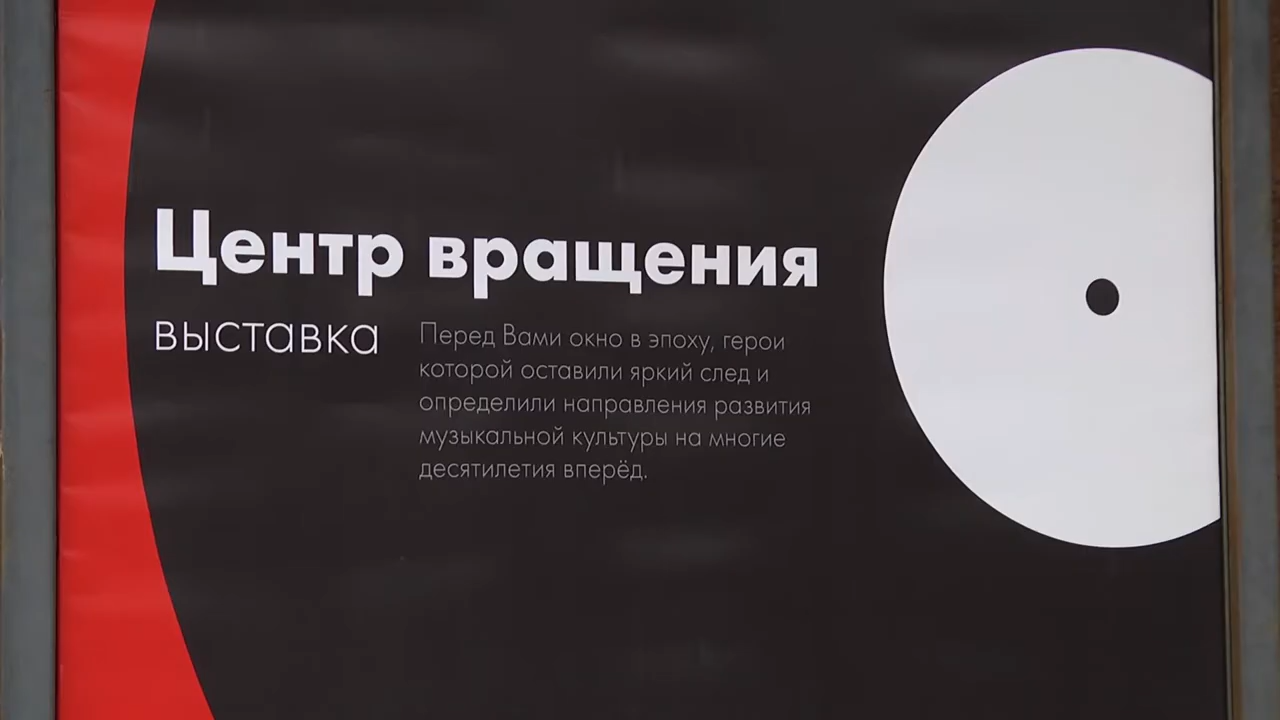 Центр вращения
выставка
Перед Вами окно в эпоху, герои
которой оставили яркий след и
определили направления развития
музыкальной культуры на многие
десятилетия вперёд.